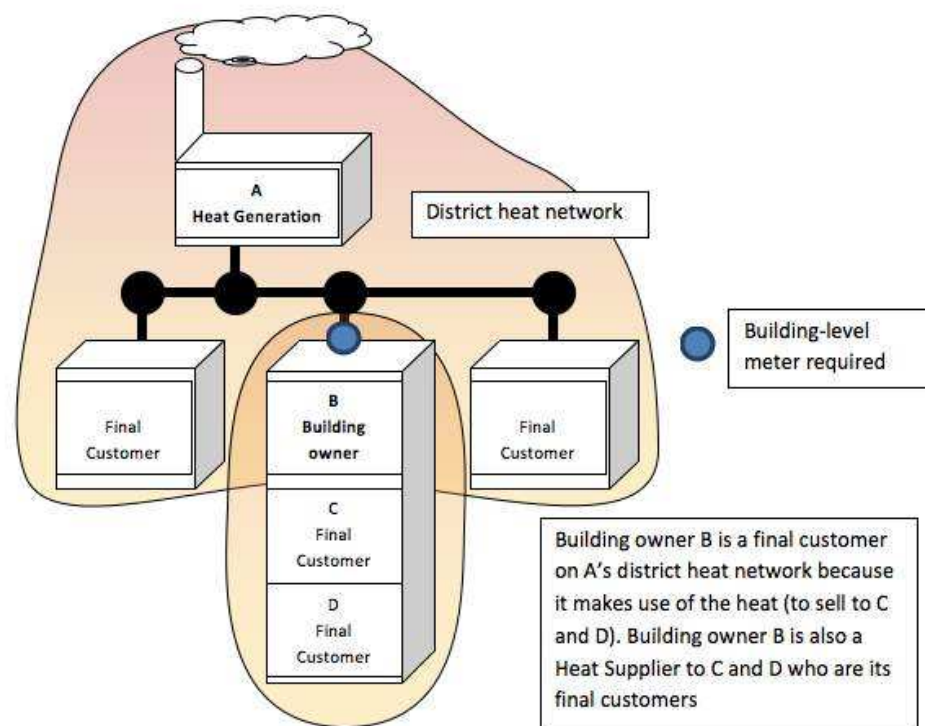 A
Heat Generation
District heat network
Building-level
meter required
Final
Customer
B
Building
owner
Final
Customer
C
Final
Customer
D
Final
Customer
Building owner B is a final customer
on A's district heat network because
it makes use of the heat (to sell to C
and D). Building owner B is also a
Heat Supplier to C and D who are its
final customers